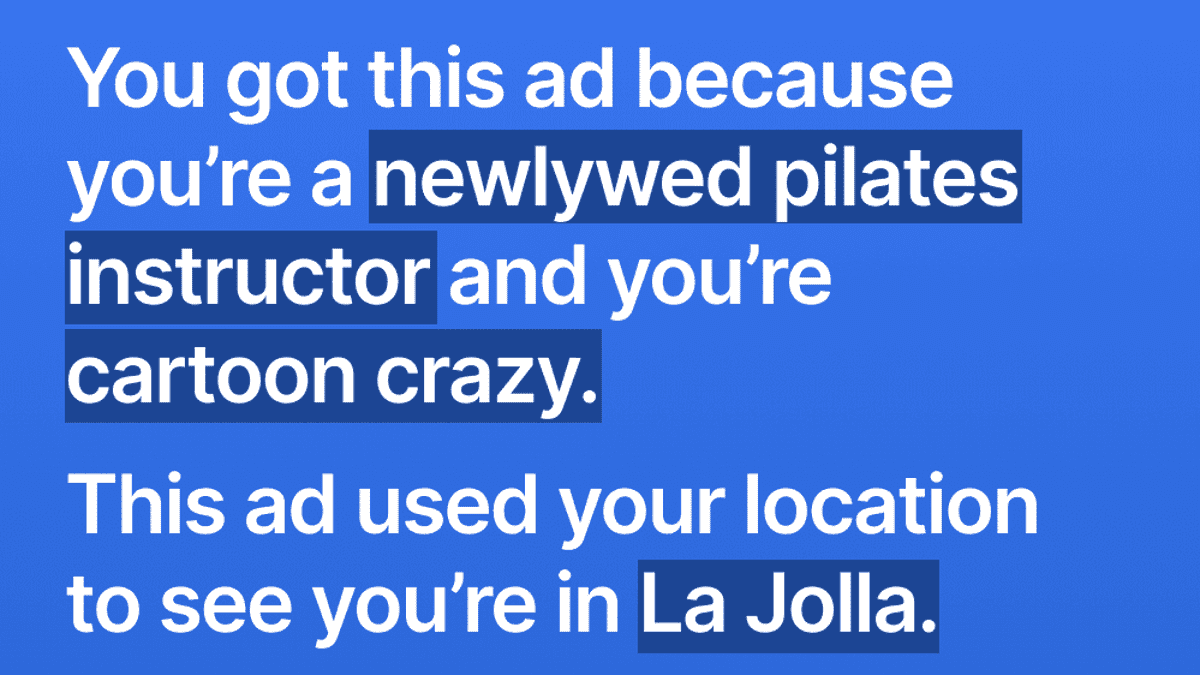 You got this ad because
you’re a newlywed pilates
instructor and you’re
cartoon crazy.
This ad used your location
to see you’re in La Jolla.